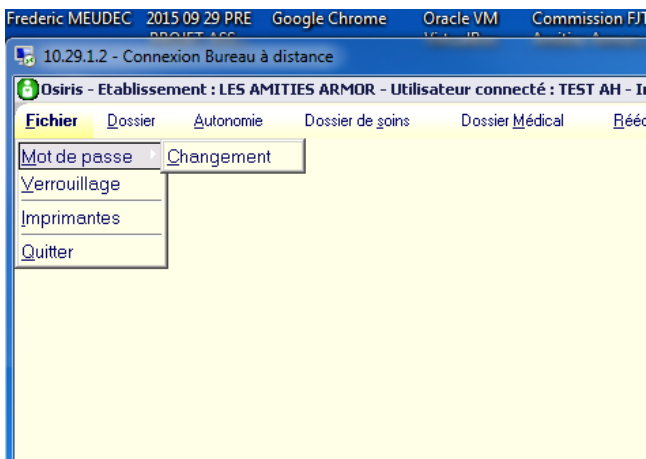 Frederic MEUDEC 2015 09 29 PRE Google Chrome Oracle VM Commission FJT
10.29.1.2 - Connexion Bureau à distance
Osiris - Etablissement : LES AMITIES ARMOR - Utilisateur connecté : TEST AH - I
Fichier Dossier Autonomie Dossier de soins Dossier Médical Réé
Mot de passe Changement
Verrouillage
Imprimantes
Quitter